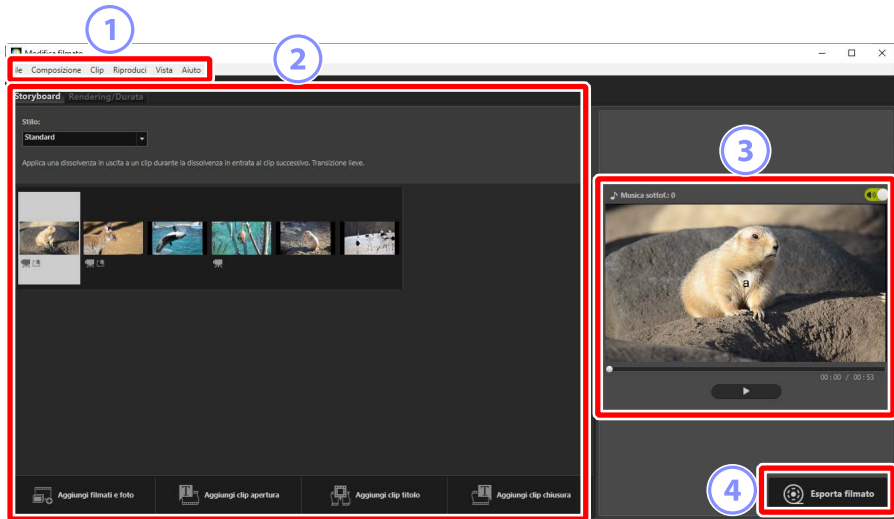 1
Modifica filmato
2
ile Composizione Clip Riproduci Vista Aiuto
Storyboard Rendering/Durata
Stilo:
Standard
Applica una dissolvenza in uscita a un clip durante la dissolvenza in entrata al clip successivo. Transizione lieve.
3
Musica sottof.: 0
a
00:00 / 00:53
Aggiungi filmati e foto
Aggiungi clip apertura
Aggiungi clip titolo
Aggiungi clip chiusura
4
Esporta filmato